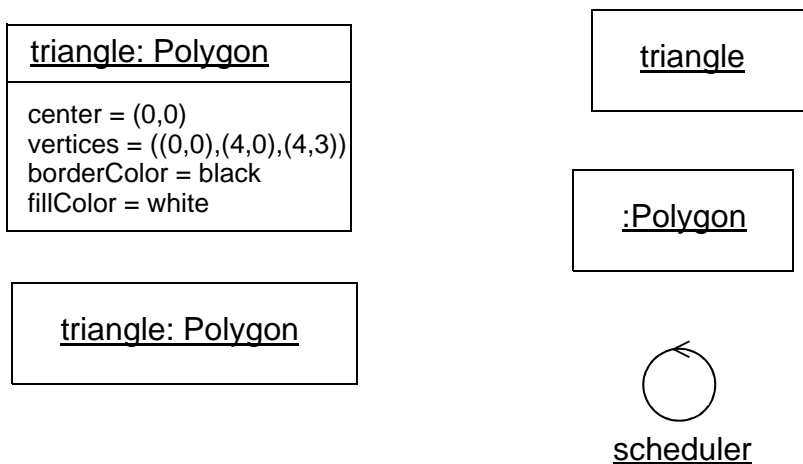 triangle: Polygon
center = (0,0)
vertices = ((0,0),(4,0),(4,3))
borderColor = black
fillColor = white
triangle: Polygon
triangle
:Polygon
scheduler